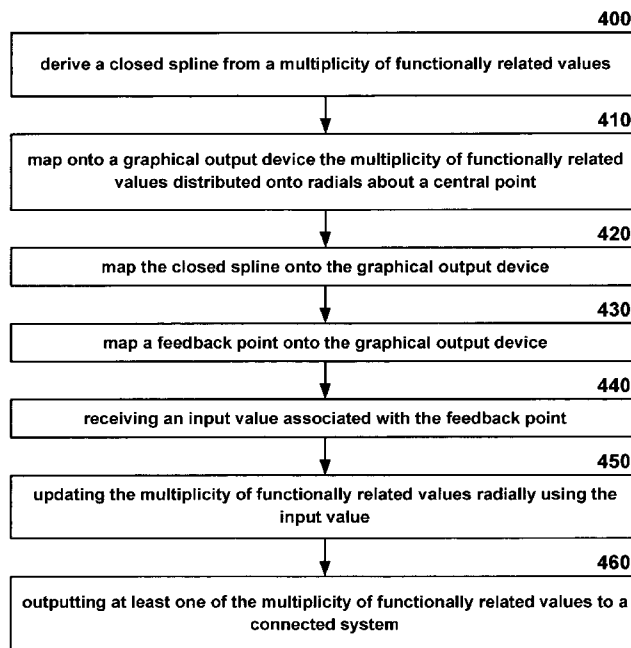 400
derive a closed spline from a multiplicity of functionally related values
410
map onto a graphical output device the multiplicity of functionally related
values distributed onto radials about a central point
420
map the closed spline onto the graphical output device
430
map a feedback point onto the graphical output device
440
receiving an input value associated with the feedback point
450
updating the multiplicity of functionally related values radially using the
input value
460
outputting at least one of the multiplicity of functionally related values to a
connected system